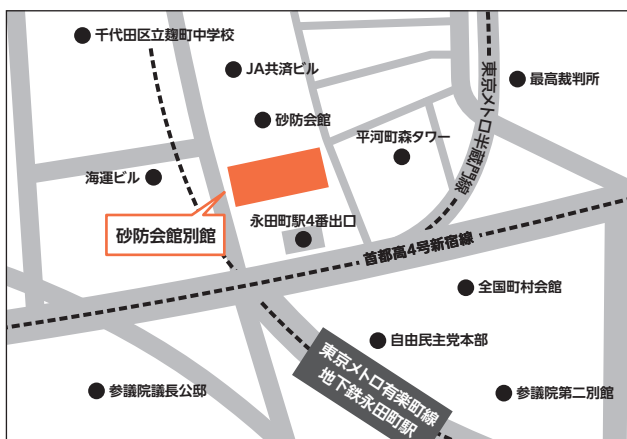 千代田区立麹町中学校
JA共済ビル
最高裁判所
砂防会館
平河町森タワー
東京メトロ半蔵門線
海運ビル
砂防会館別館
永田町駅4番出口
首都高4号新宿線
全国町村会館
自由民主党本部
東京メトロ有楽町線
地下鉄永田町駅
参議院議長公邸
参議院第二別館